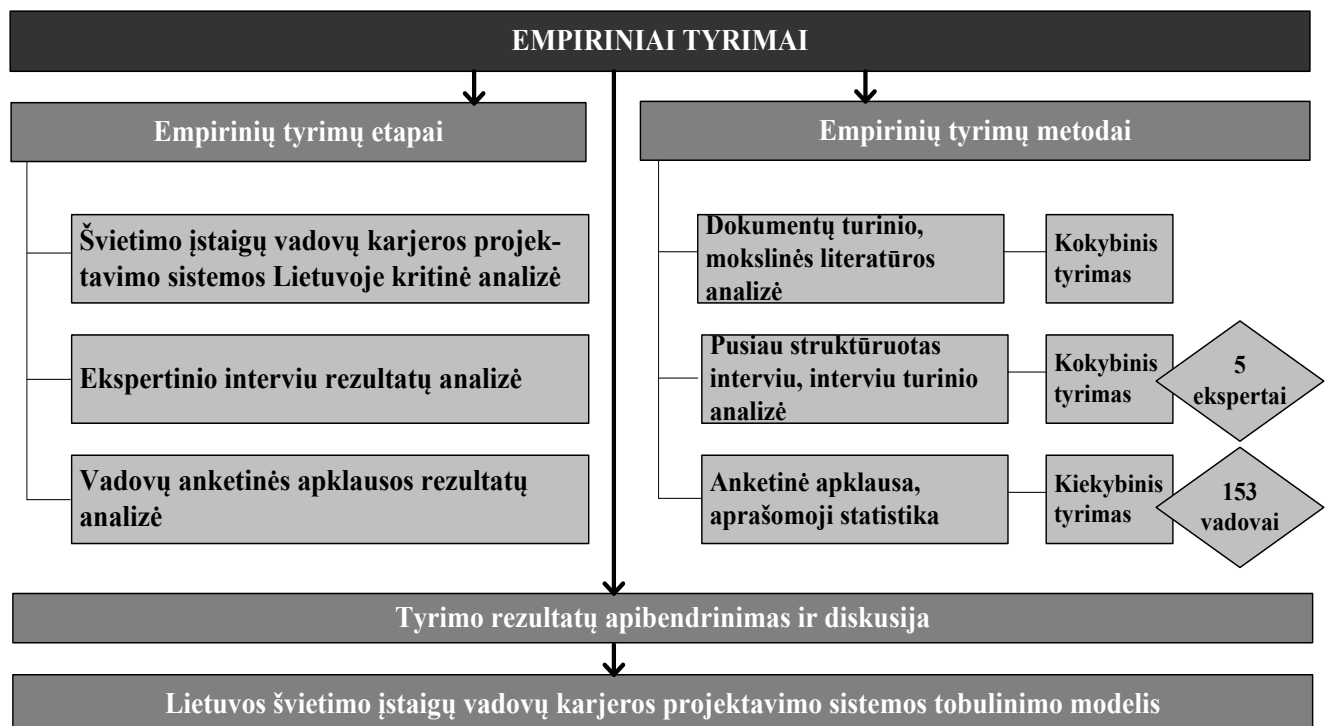 EMPIRINIAI TYRIMAI
Empirinių tyrimų etapai
Švietimo įstaigų vadovų karjeros projek-
tavimo sistemos Lietuvoje kritinė analizė
Ekspertinio interviu rezultatų analizė
Vadovų anketinės apklausos rezultatų
analizė
Empirinių tyrimų metodai
Dokumentų turinio,
mokslinės literatūros
analizė
Kokybinis
tyrimas
Pusiau struktūruotas
interviu, interviu turinio
analizė
Kokybinis
tyrimas
5
ekspertai
Anketinė apklausa,
aprašomoji statistika
Kiekybinis
tyrimas
153
vadovai
Tyrimo rezultatų apibendrinimas ir diskusija
Lietuvos švietimo įstaigų vadovų karjeros projektavimo sistemos tobulinimo modelis